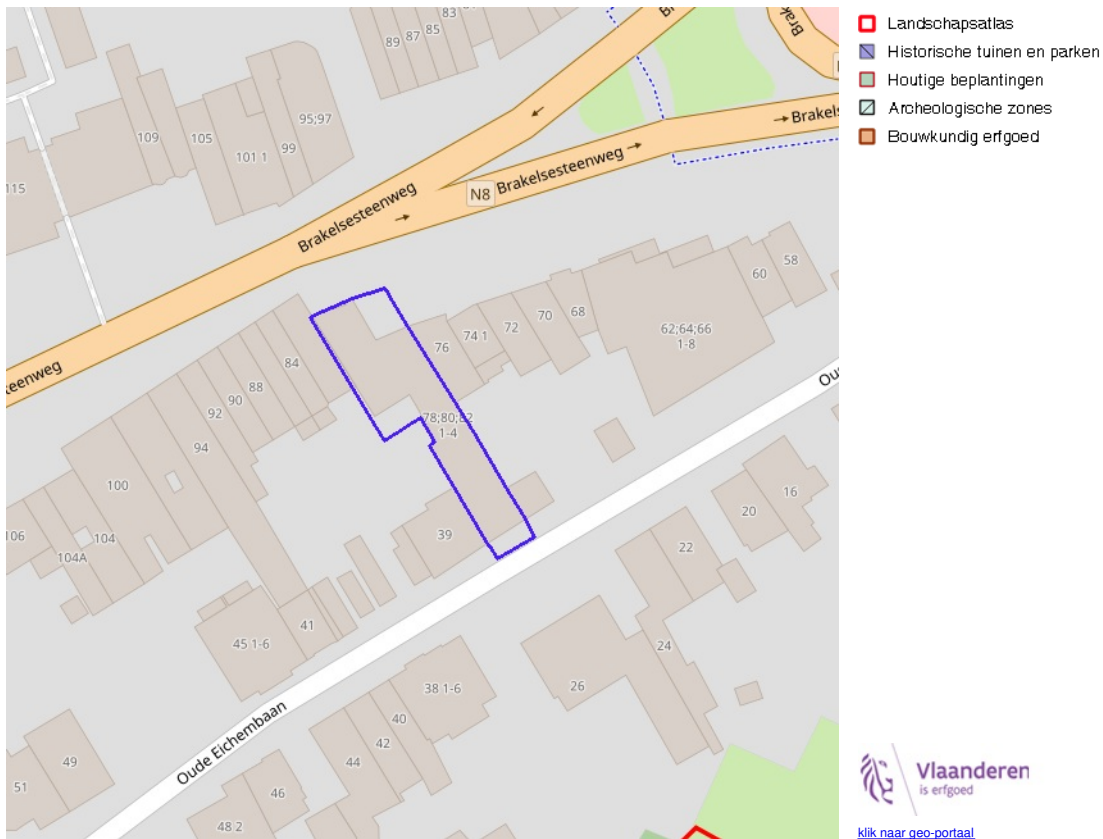 83
85
87
89
Brake
95;97
99
101 1
105
109
115
Brakelsesteenweg
N8 Brakelsesteenweg
Brakels
steenweg
58
60
62;64;66
1-8
68
70
72
74 1
76
78;80;82
1-4
84
88
90
92
94
100
104
104A
106
39
41
45 1-6
Oude Eichembaan
Ou
16
20
22
24
26
38 1-6
40
42
44
46
48 2
49
51
Landschapsatlas
Historische tuinen en parken
Houtige beplantingen
Archeologische zones
Bouwkundig erfgoed
Vlaanderen
is erfgoed
klik naar geo-portaal